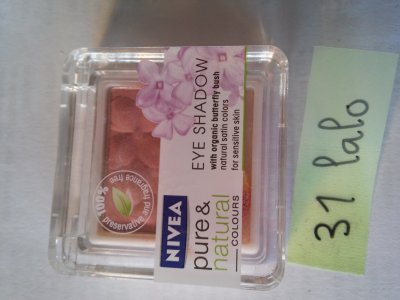 EYE SHADOW
with organic butterfly bush
natural satin colors
for sensitive skin
NIVEA
pure &
natural
COLOURS
100%
fragrance free
preservative and
31 lalo